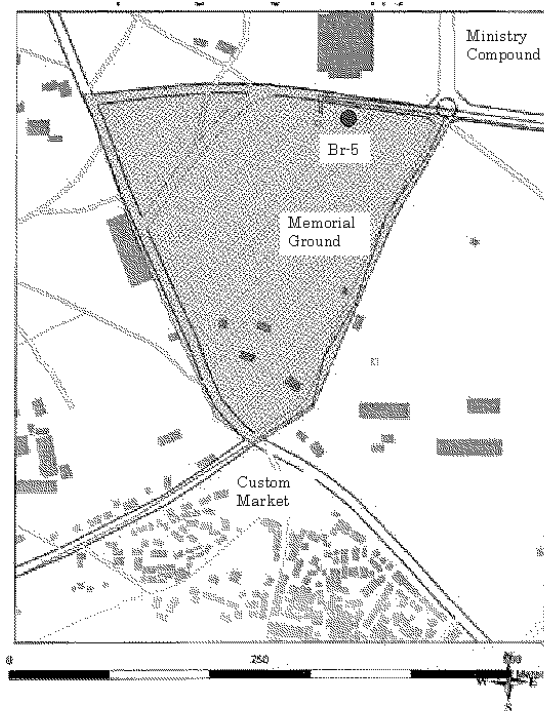 Ministry
Compound
Br-5
Memorial
Ground
Custom
Market
0
250
500
W
E
S